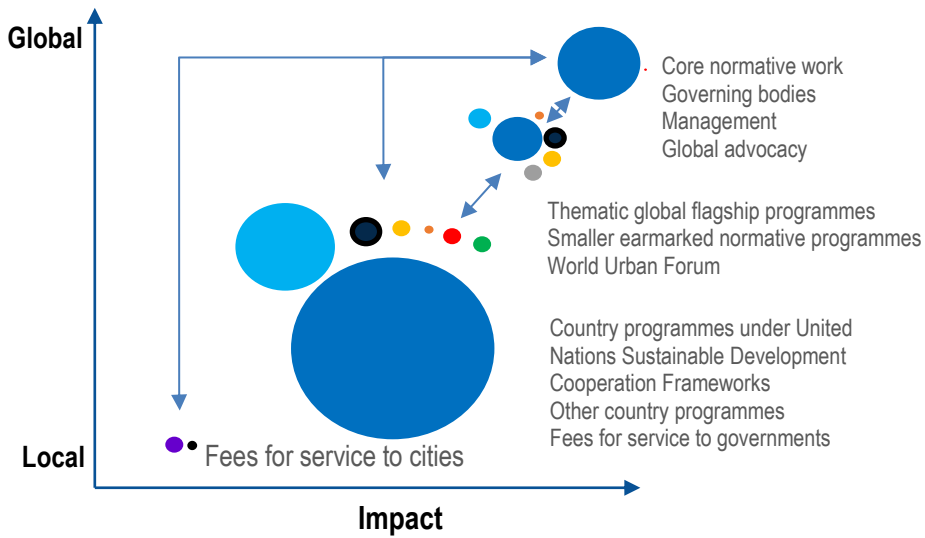 Global
Core normative work
Governing bodies
Management
Global advocacy
Thematic global flagship programmes
Smaller earmarked normative programmes
World Urban Forum
Country programmes under United
Nations Sustainable Development
Cooperation Frameworks
Other country programmes
Fees for service to governments
Local
Fees for service to cities
Impact